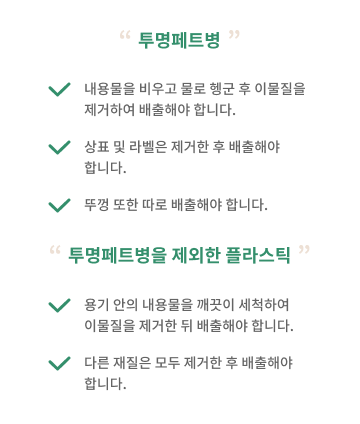 “ 투명페트병 ”
내용물을 비우고 물로 헹군 후 이물질을
제거하여 배출해야 합니다.
상표 및 라벨은 제거한 후 배출해야
합니다.
뚜껑 또한 따로 배출해야 합니다.
“ 투명페트병을 제외한 플라스틱 ”
용기 안의 내용물을 깨끗이 세척하여
이물질을 제거한 뒤 배출해야 합니다.
다른 재질은 모두 제거한 후 배출해야
합니다.